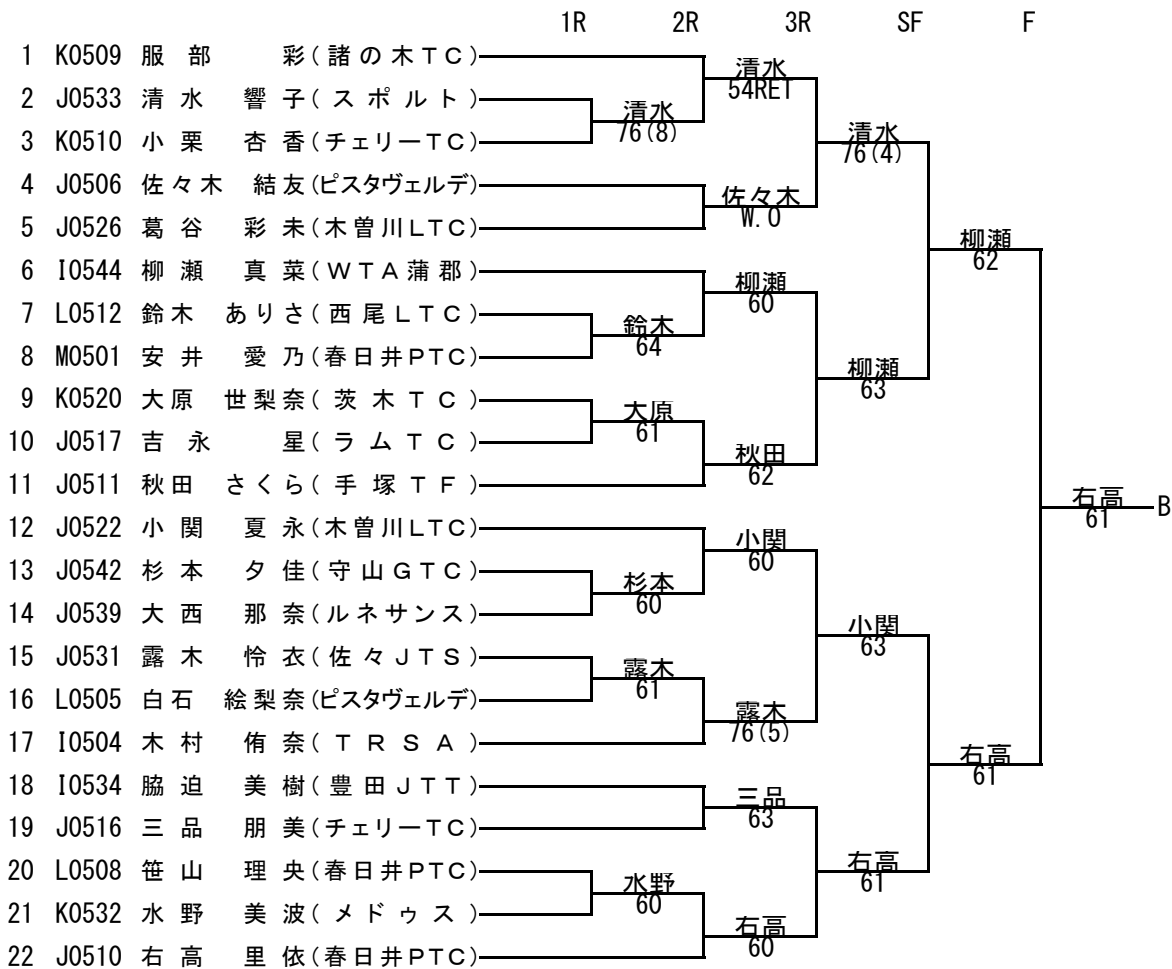 1R 2R 3R SF F
1 K0509 服部 彩(諸の木TC)
清水
54RET
2 J0533 清水 響子(スポルト)
清水
76(8)
3 K0510 小栗 杏香(チェリーTC)
清水
76(4)
4 J0506 佐々木 結友(ピスタヴェルデ)
佐々木
W.O
5 J0526 葛谷 彩未(木曽川LTC)
柳瀬
62
6 I0544 柳瀬 真菜(WTA蒲郡)
柳瀬
60
7 L0512 鈴木 ありさ(西尾LTC)
鈴木
64
8 M0501 安井 愛乃(春日井PTC)
柳瀬
63
9 K0520 大原 世梨奈(茨木TC)
大原
61
10 J0517 吉永 星(ラムTC)
秋田
62
11 J0511 秋田 さくら(手塚TF)
右高
61
B
12 J0522 小関 夏永(木曽川LTC)
小関
60
13 J0542 杉本 夕佳(守山GTC)
杉本
60
14 J0539 大西 那奈(ルネサンス)
小関
63
15 J0531 露木 怜衣(佐々JTS)
露木
61
16 L0505 白石 絵梨奈(ピスタヴェルデ)
露木
76(5)
17 I0504 木村 侑奈(TRSA)
右高
61
18 I0534 脇迫 美樹(豊田JTT)
三品
63
19 J0516 三品 朋美(チェリーTC)
右高
61
20 L0508 笹山 理央(春日井PTC)
水野
60
21 K0532 水野 美波(メドゥス)
右高
60
22 J0510 右高 里依(春日井PTC)